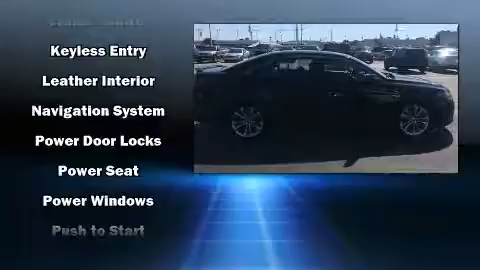 Keyless Entry
Leather Interior
Navigation System
Power Door Locks
Power Seat
Power Windows
Push to Start